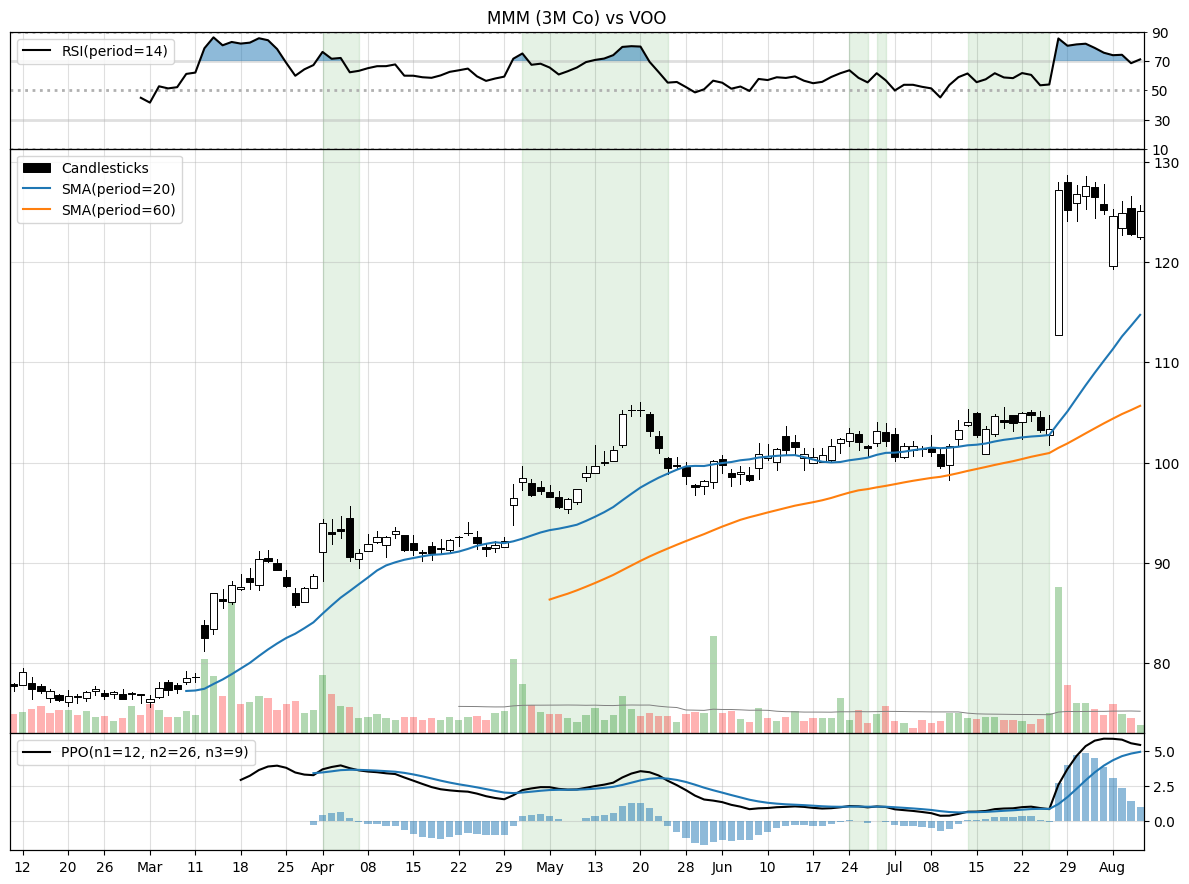 MMM (3M Co) vs VOO
RSI(period=14)
90
70
50
30
10
Candlesticks
SMA(period=20)
SMA(period=60)
130
120
110
100
90
80
PPO(n1=12, n2=26, n3=9)
5.0
2.5
0.0
12 20 26 Mar 11 18 25 Apr 08 15 22 29 May 13 20 28 Jun 10 17 24 Jul 08 15 22 29 Aug